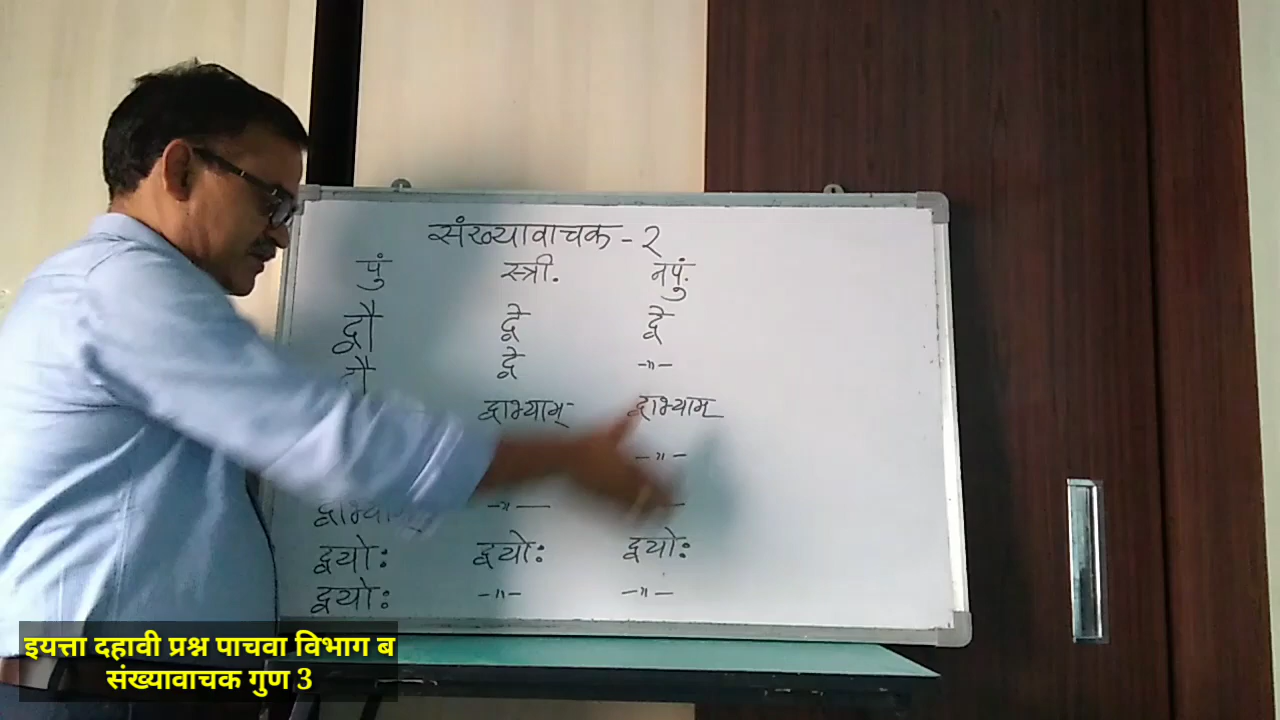 संख्यावाचक - २
पुं स्त्री. नपुं.
द्वौ द्वे द्वे
द्वे -"-
द्वाभ्याम् द्वाभ्याम्
-"-
द्वाभ्याम् -"-
द्वयोः द्वयोः द्वयोः
द्वयोः -"- -"-
इयत्ता दहावी प्रश्न पाचवा विभाग ब
संख्यावाचक गुण 3